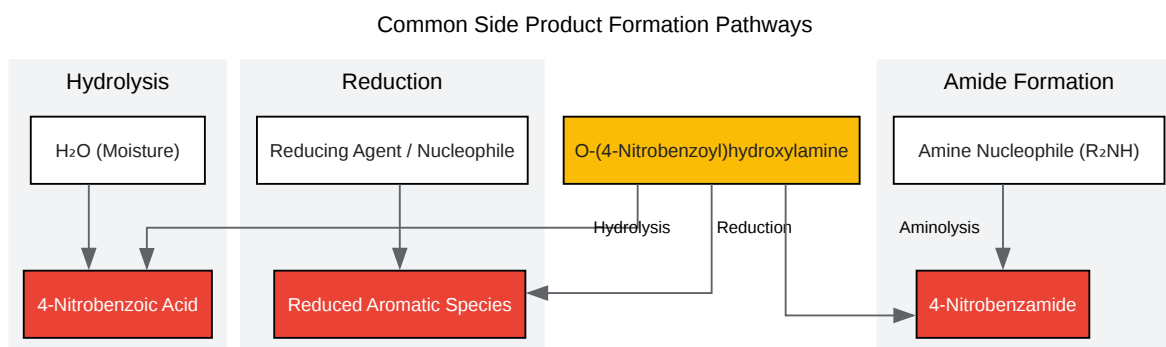 Common Side Product Formation Pathways
Hydrolysis
Reduction
Amide Formation
H₂O (Moisture)
Reducing Agent / Nucleophile
O-(4-Nitrobenzoyl)hydroxylamine
Amine Nucleophile (R₂NH)
Hydrolysis
Reduction
Aminolysis
4-Nitrobenzoic Acid
Reduced Aromatic Species
4-Nitrobenzamide